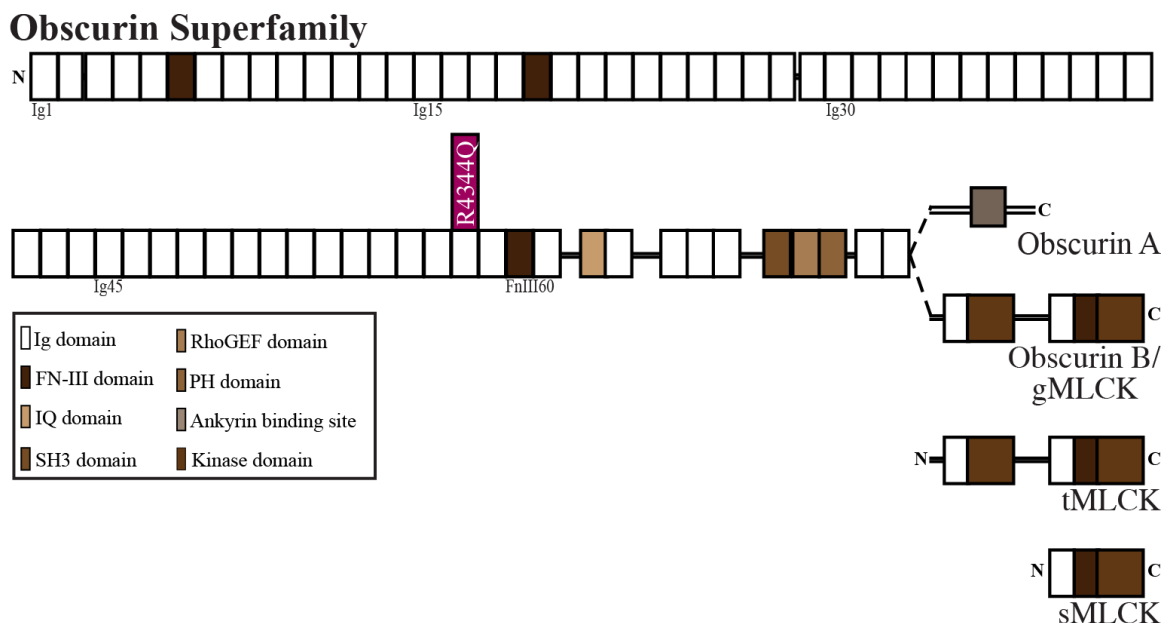 Obscurin Superfamily
N
Ig1
Ig15
Ig30
R4344Q
C
Obscurin A
Ig45
FnIII60
C
Obscurin B/
gMLCK
Ig domain
RhoGEF domain
FN-III domain
PH domain
IQ domain
Ankyrin binding site
SH3 domain
Kinase domain
N
C
tMLCK
N
C
sMLCK